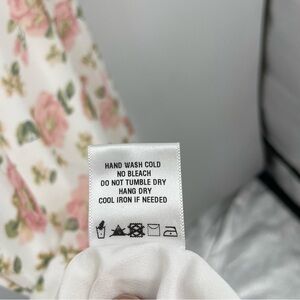 HAND WASH COLD
NO BLEACH
DO NOT TUMBLE DRY
HANG DRY
COOL IRON IF NEEDED